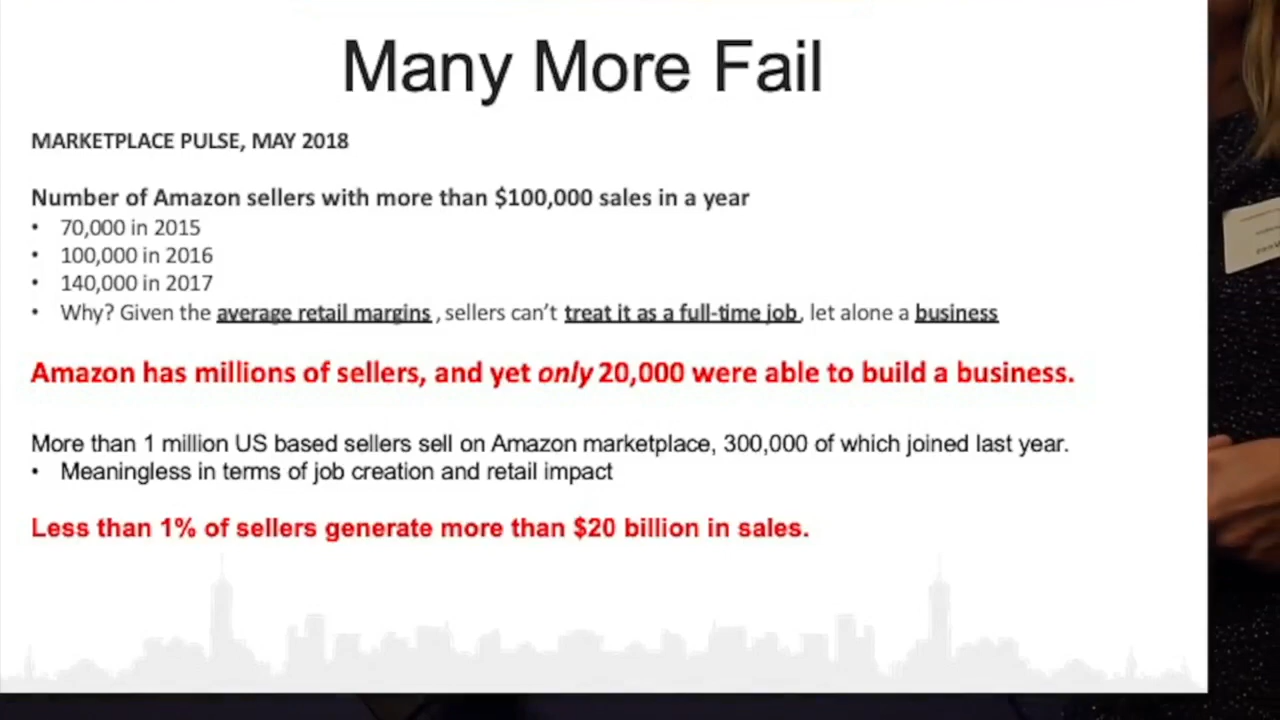 Many More Fail
MARKETPLACE PULSE, MAY 2018
Number of Amazon sellers with more than $100,000 sales in a year
• 70,000 in 2015
• 100,000 in 2016
• 140,000 in 2017
• Why? Given the average retail margins , sellers can't treat it as a full-time job, let alone a business
Amazon has millions of sellers, and yet only 20,000 were able to build a business.
More than 1 million US based sellers sell on Amazon marketplace, 300,000 of which joined last year.
• Meaningless in terms of job creation and retail impact
Less than 1% of sellers generate more than $20 billion in sales.